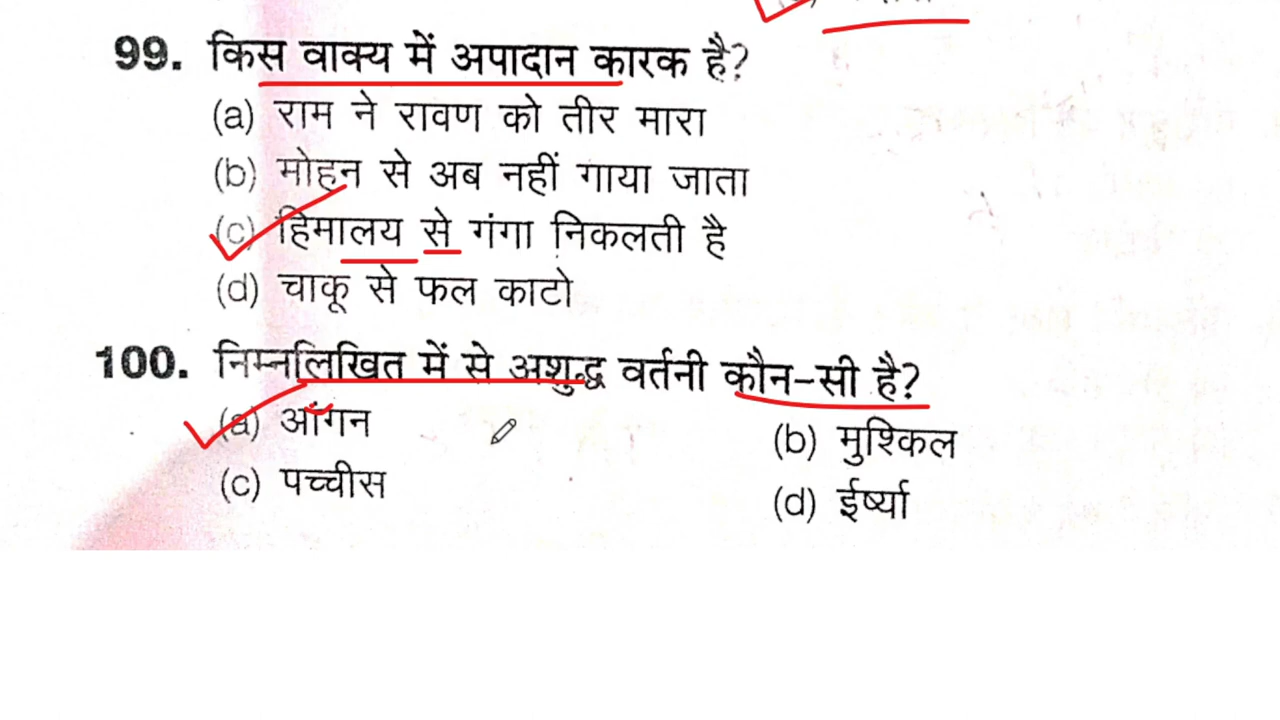 99. किस वाक्य में अपादान कारक है?
(a) राम ने रावण को तीर मारा
(b) मोहन से अब नहीं गाया जाता
(c) हिमालय से गंगा निकलती है
(d) चाकू से फल काटो
100. निम्नलिखित में से अशुद्ध वर्तनी कौन-सी है?
(a) आँगन (b) मुश्किल
(c) पच्चीस (d) ईर्ष्या